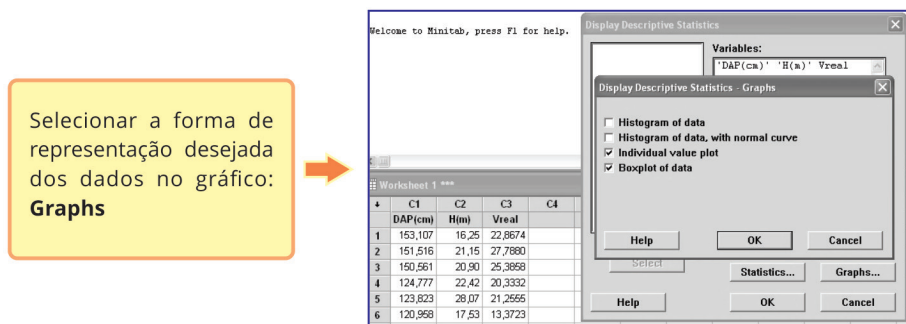 Selecionar a forma de
representação desejada
dos dados no gráfico:
Graphs
Welcome to Minitab, press F1 for help.
Display Descriptive Statistics
Variables:
'DAP(cm)' 'H(m)' Vreal
Display Descriptive Statistics - Graphs
Histogram of data
Histogram of data, with normal curve
Individual value plot
Boxplot of data
Help OK Cancel
Select
Statistics... Graphs...
Help OK Cancel
Worksheet 1 ***
C1 C2 C3 C4
DAP(cm) H(m) Vreal
1 153,107 16,25 22,8674
2 151,516 21,15 27,7880
3 150,561 20,90 25,3858
4 124,777 22,42 20,3332
5 123,823 28,07 21,2555
6 120,958 17,53 13,3723